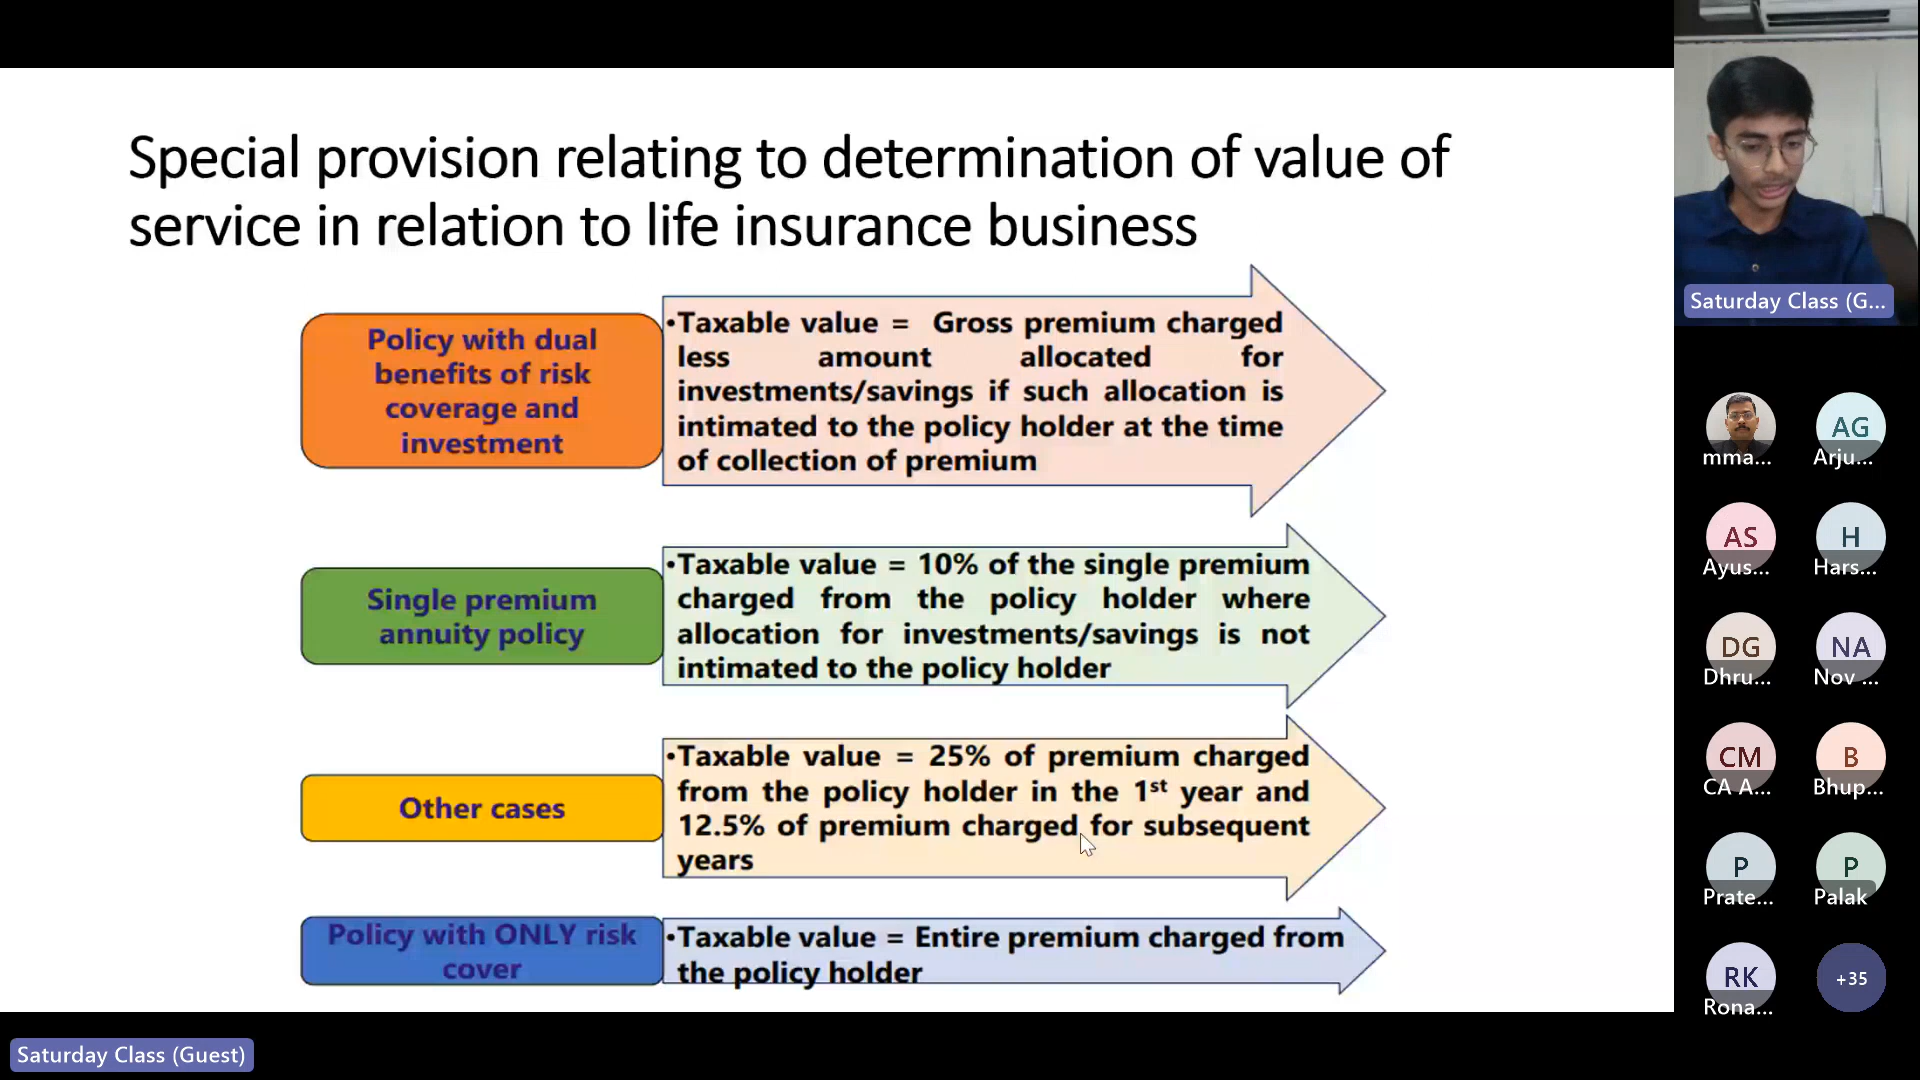 Special provision relating to determination of value of
service in relation to life insurance business
Policy with dual
benefits of risk
coverage and
investment
•Taxable value = Gross premium charged
less amount allocated for
investments/savings if such allocation is
intimated to the policy holder at the time
of collection of premium
Single premium
annuity policy
•Taxable value = 10% of the single premium
charged from the policy holder where
allocation for investments/savings is not
intimated to the policy holder
Other cases
•Taxable value = 25% of premium charged
from the policy holder in the 1st year and
12.5% of premium charged for subsequent
years
Policy with ONLY risk
cover
•Taxable value = Entire premium charged from
the policy holder
Saturday Class (Guest)
Saturday Class (G...
mma...
AG
Arju...
AS
Ayus...
H
Hars...
DG
Dhru...
NA
Nov ...
CM
CA A...
B
Bhup...
P
Prate...
P
Palak
RK
Rona...
+35